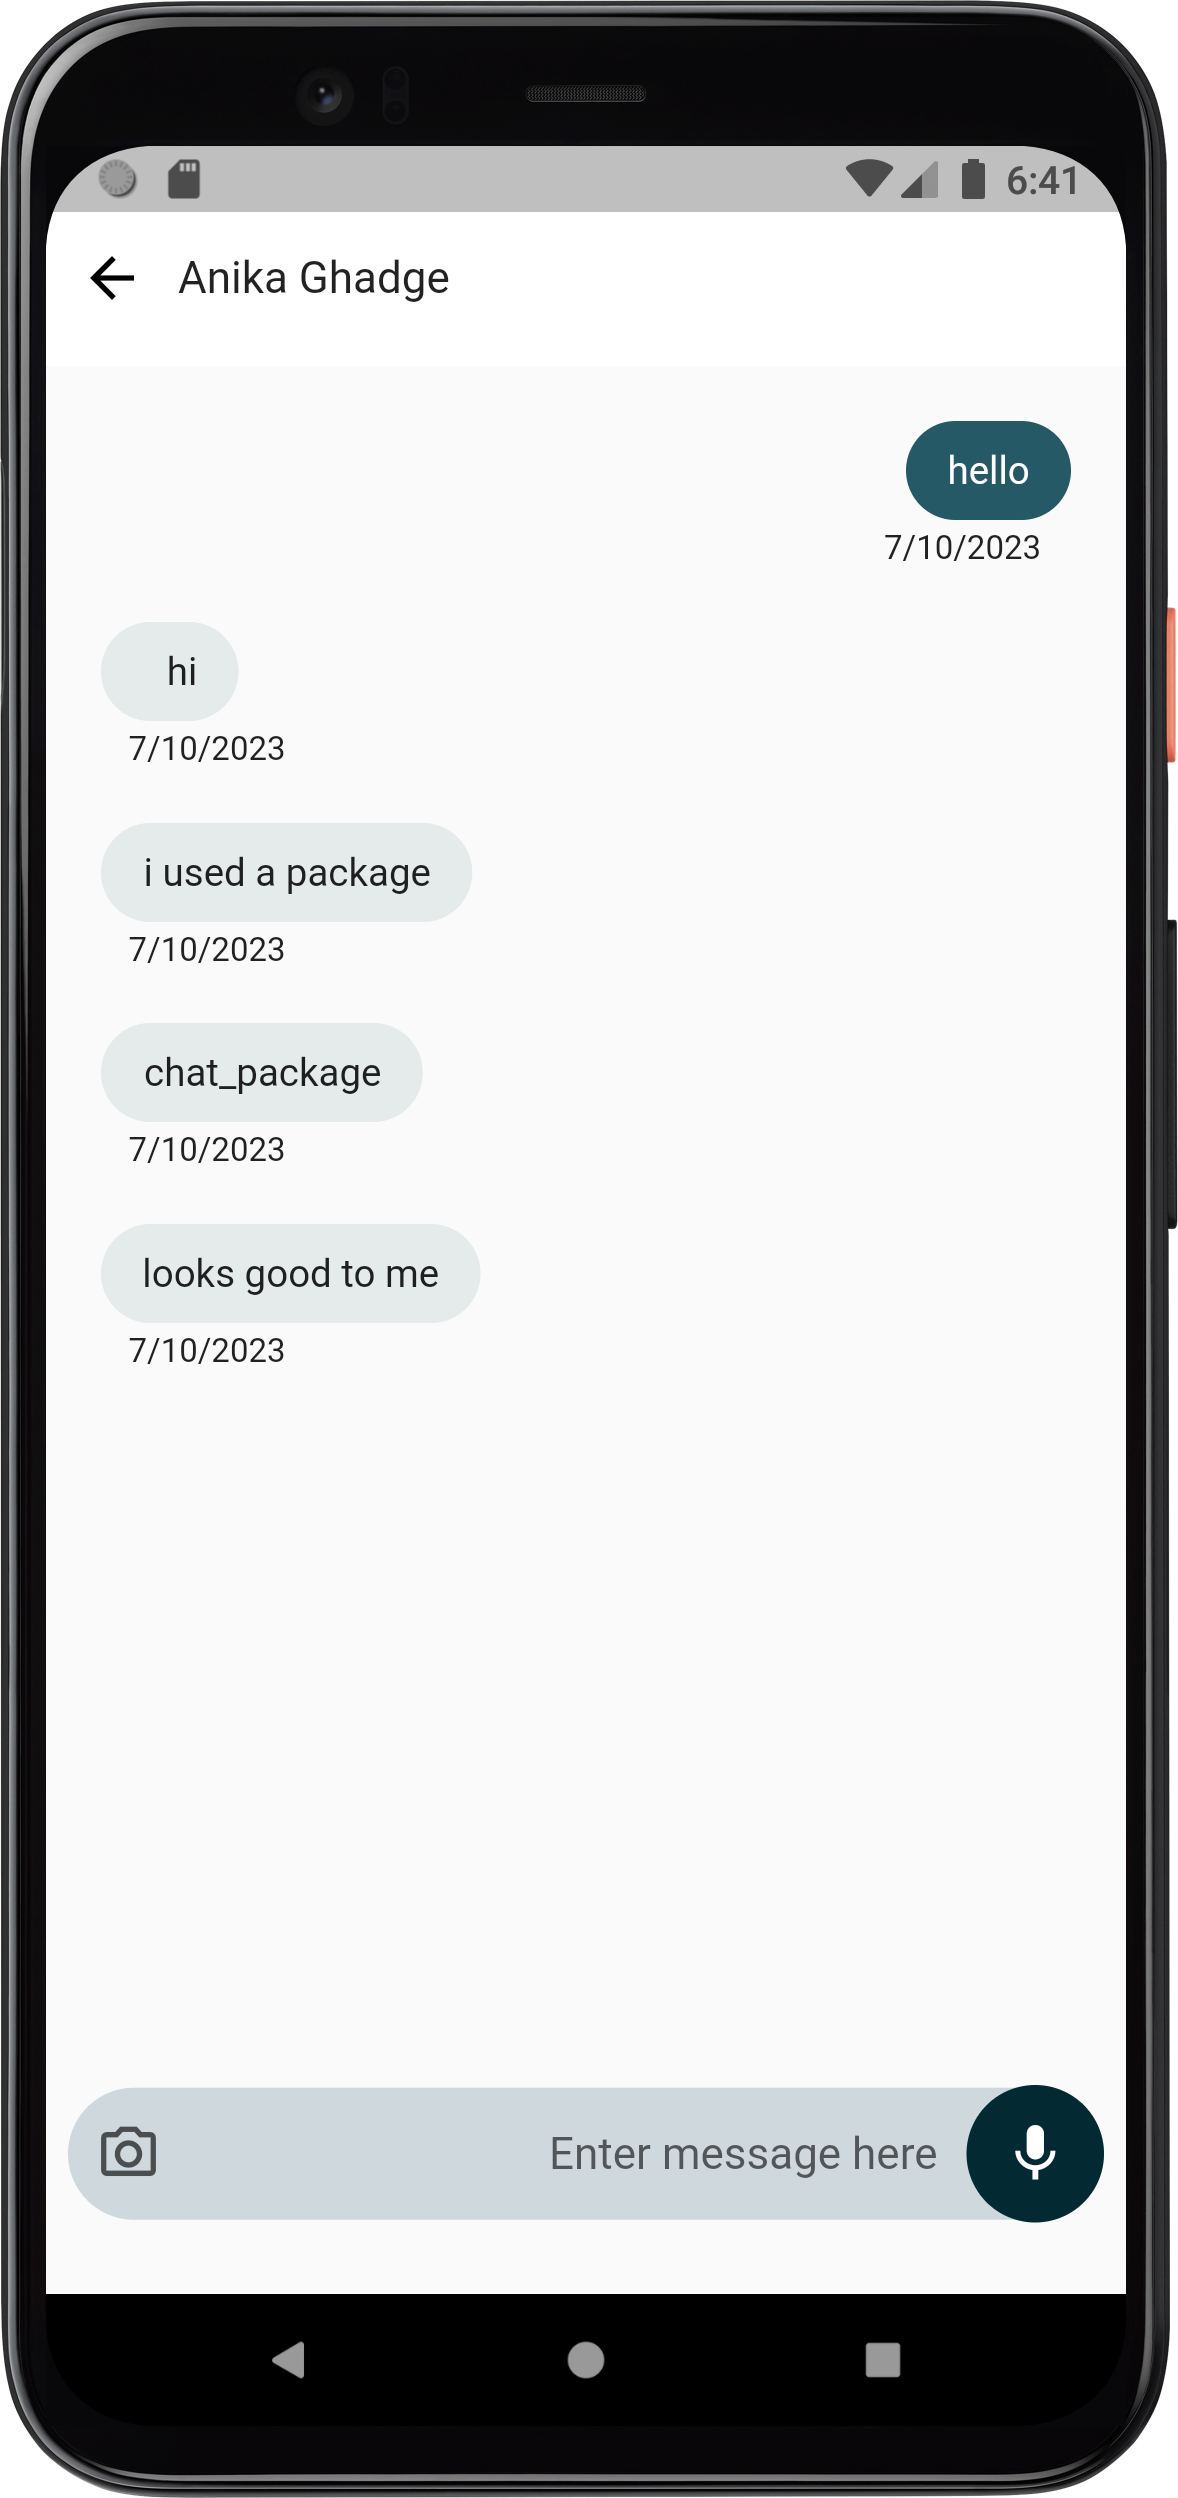 6:41
Anika Ghadge
hello
7/10/2023
hi
7/10/2023
i used a package
7/10/2023
chat_package
7/10/2023
looks good to me
7/10/2023
Enter message here